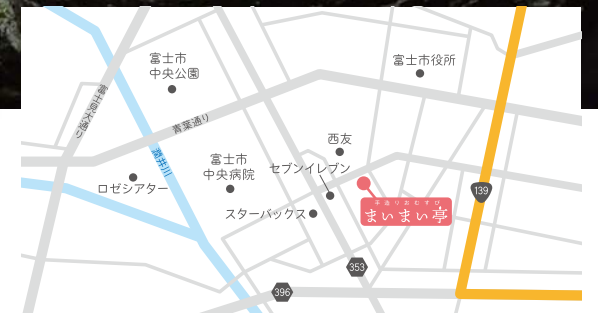 富士市
中央公園
富士市役所
富士見大通り
青葉通り
潤井川
西友
富士市
中央病院
セブンイレブン
ロゼシアター
スターバックス
手造りおむすび
まいまい亭
139
353
396